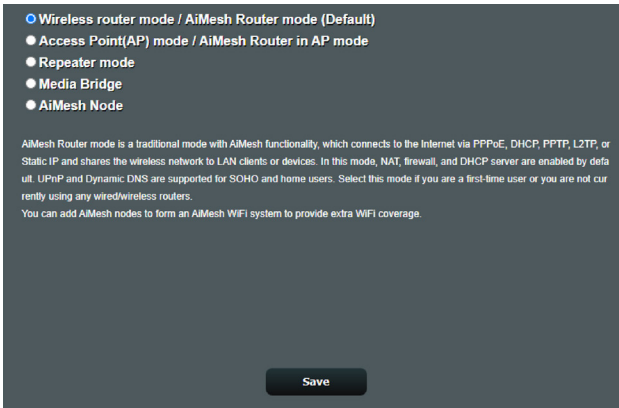 Wireless router mode / AiMesh Router mode (Default)
Access Point(AP) mode / AiMesh Router in AP mode
Repeater mode
Media Bridge
AiMesh Node
AiMesh Router mode is a traditional mode with AiMesh functionality, which connects to the Internet via PPPoE, DHCP, PPTP, L2TP, or
Static IP and shares the wireless network to LAN clients or devices. In this mode, NAT, firewall, and DHCP server are enabled by defa
ult. UPnP and Dynamic DNS are supported for SOHO and home users. Select this mode if you are a first-time user or you are not cur
rently using any wired/wireless routers.
You can add AiMesh nodes to form an AiMesh WiFi system to provide extra WiFi coverage.
Save